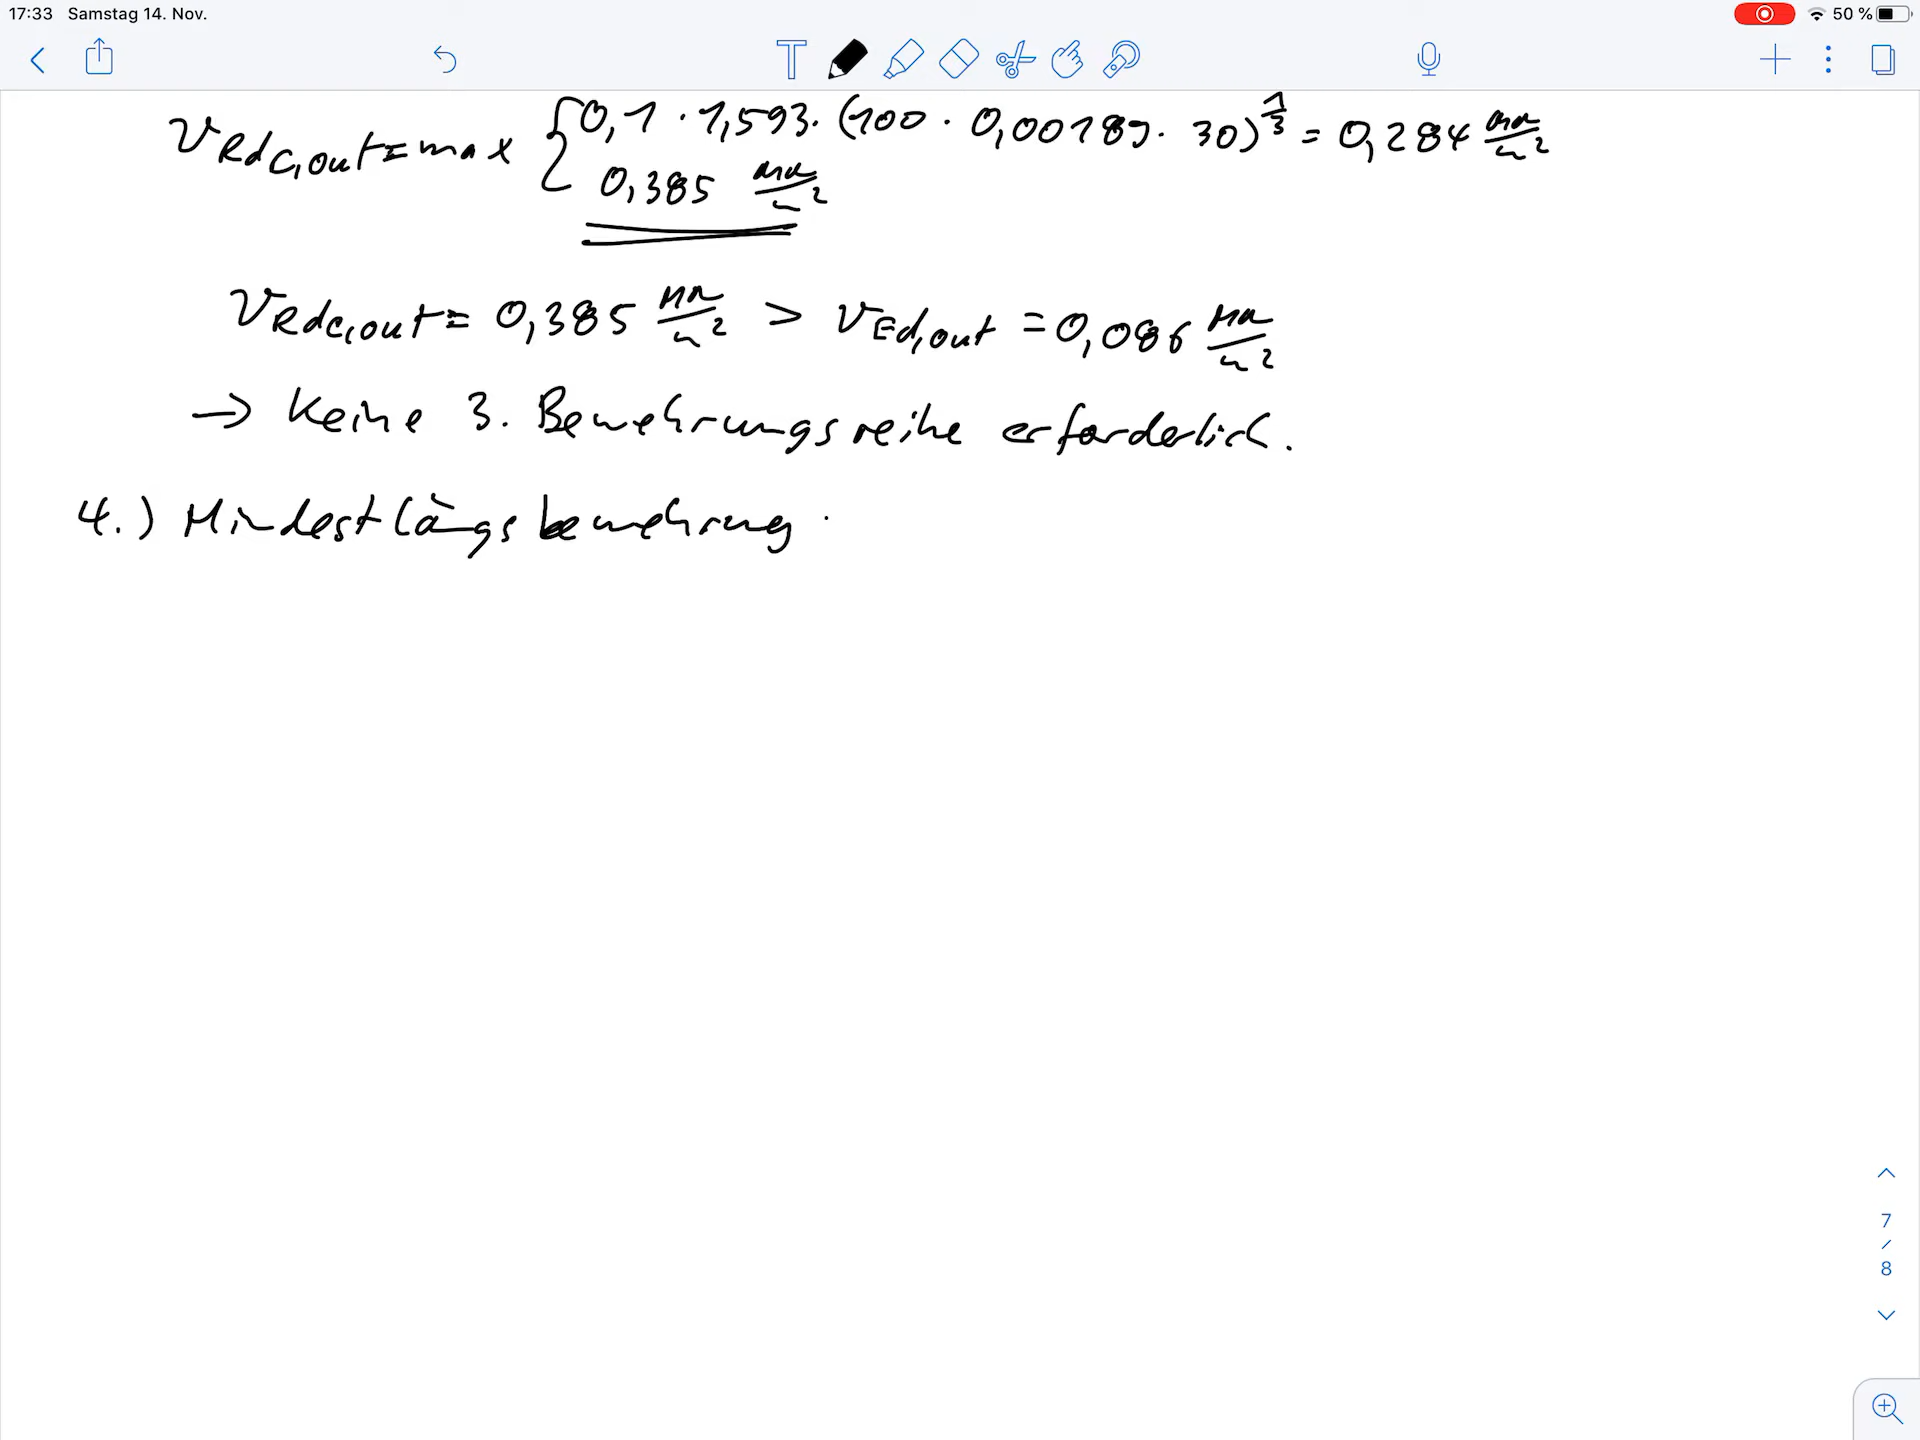 17:33 Samstag 14. Nov. 50 %
T
v_Rdc,out = max { 0,1 · 1,593 · (100 · 0,00189 · 30)^1/3 = 0,284 MN/m²
0,385 MN/m²
v_Rdc,out = 0,385 MN/m² > v_Ed,out = 0,086 MN/m²
→ Keine 3. Bewehrungsreihe erforderlich.
4.) Mindestlängsbewehrung
7
/
8